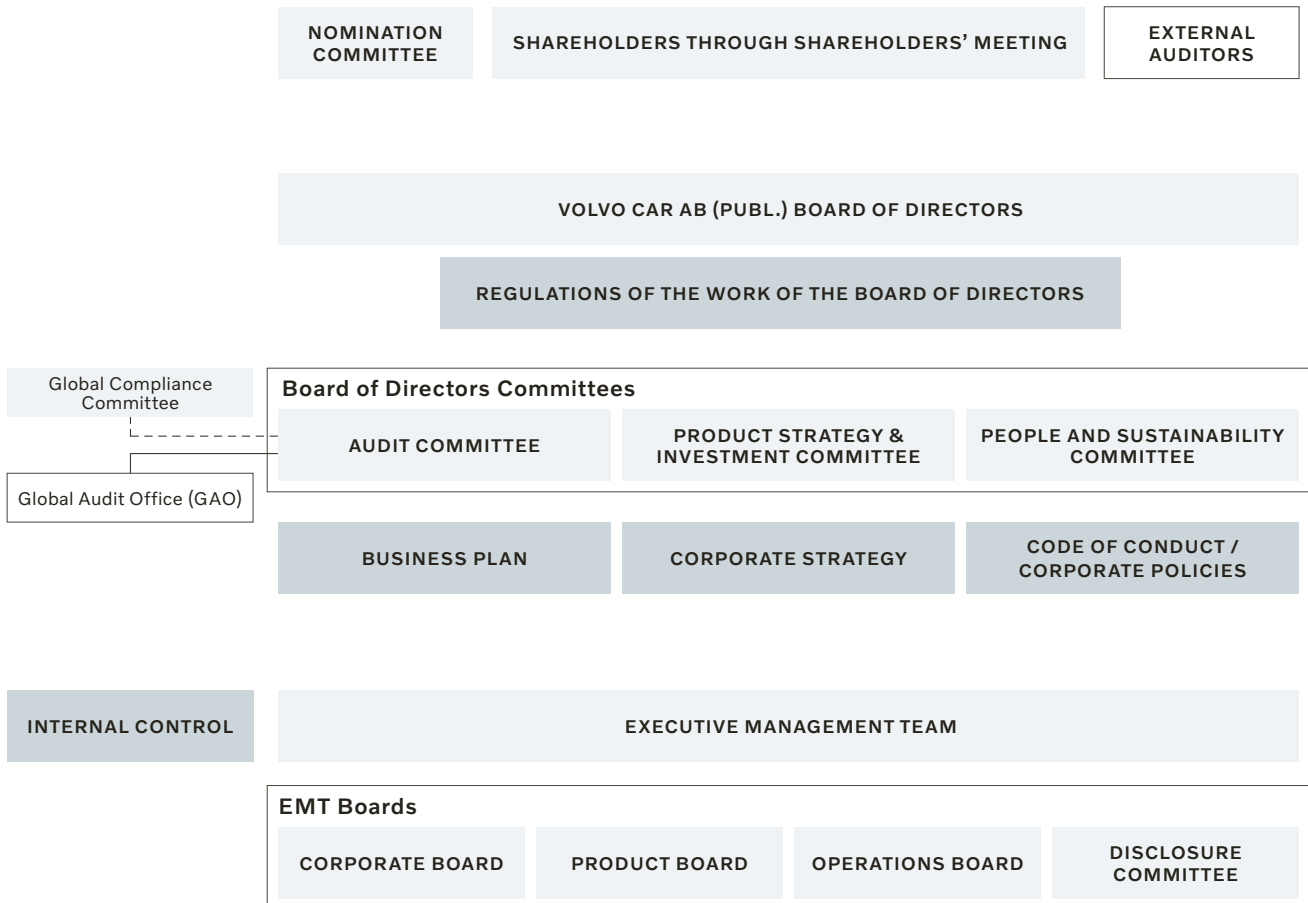 NOMINATION
COMMITTEE
SHAREHOLDERS THROUGH SHAREHOLDERS’ MEETING
EXTERNAL
AUDITORS
VOLVO CAR AB (PUBL.) BOARD OF DIRECTORS
REGULATIONS OF THE WORK OF THE BOARD OF DIRECTORS
Global Compliance
Committee
Global Audit Office (GAO)
Board of Directors Committees
AUDIT COMMITTEE
PRODUCT STRATEGY &
INVESTMENT COMMITTEE
PEOPLE AND SUSTAINABILITY
COMMITTEE
BUSINESS PLAN
CORPORATE STRATEGY
CODE OF CONDUCT /
CORPORATE POLICIES
INTERNAL CONTROL
EXECUTIVE MANAGEMENT TEAM
EMT Boards
CORPORATE BOARD
PRODUCT BOARD
OPERATIONS BOARD
DISCLOSURE
COMMITTEE